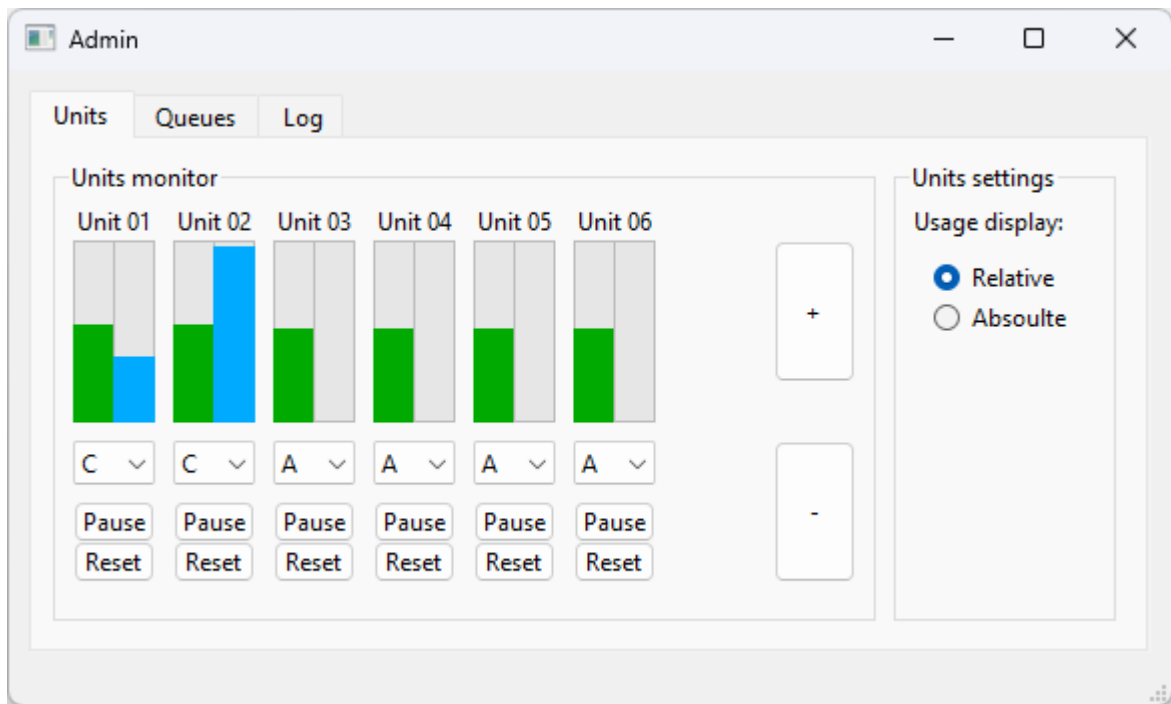 Admin
Units Queues Log
Units monitor
Unit 01 Unit 02 Unit 03 Unit 04 Unit 05 Unit 06
+
C C A A A A
Pause Pause Pause Pause Pause Pause
Reset Reset Reset Reset Reset Reset
-
Units settings
Usage display:
Relative
Absoulte